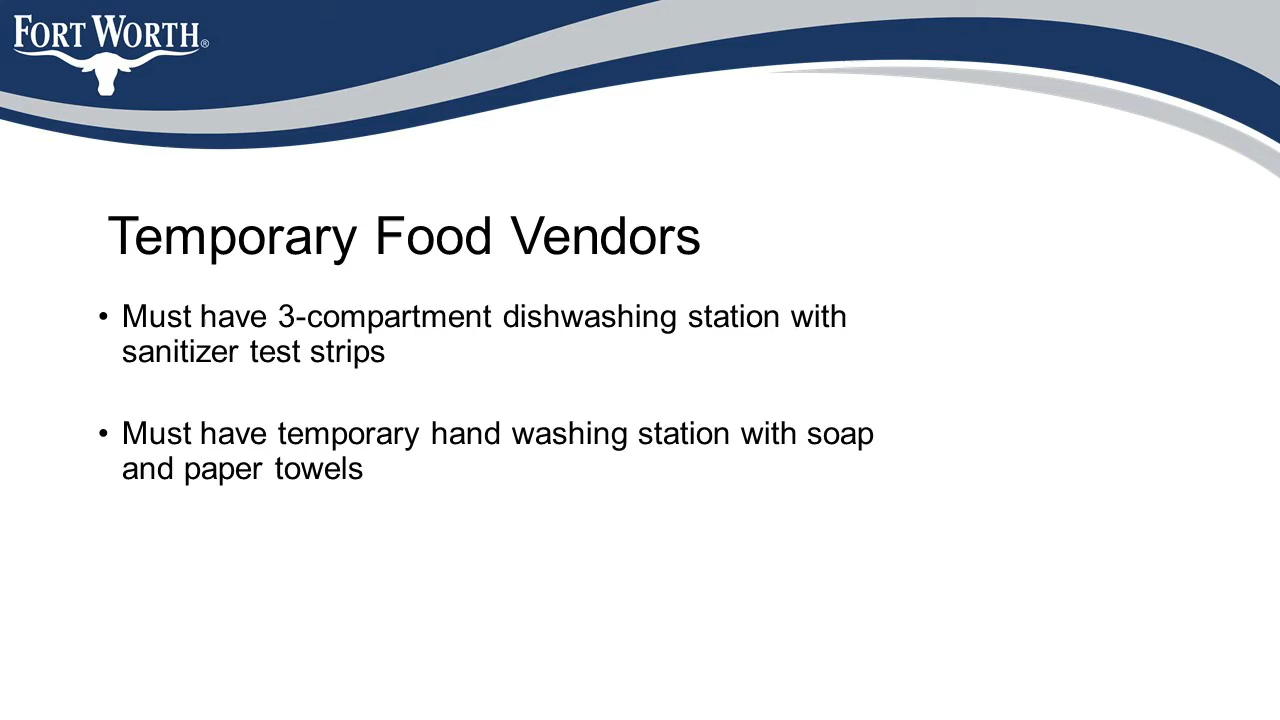 FORT WORTH®
Temporary Food Vendors
• Must have 3-compartment dishwashing station with
sanitizer test strips
• Must have temporary hand washing station with soap
and paper towels